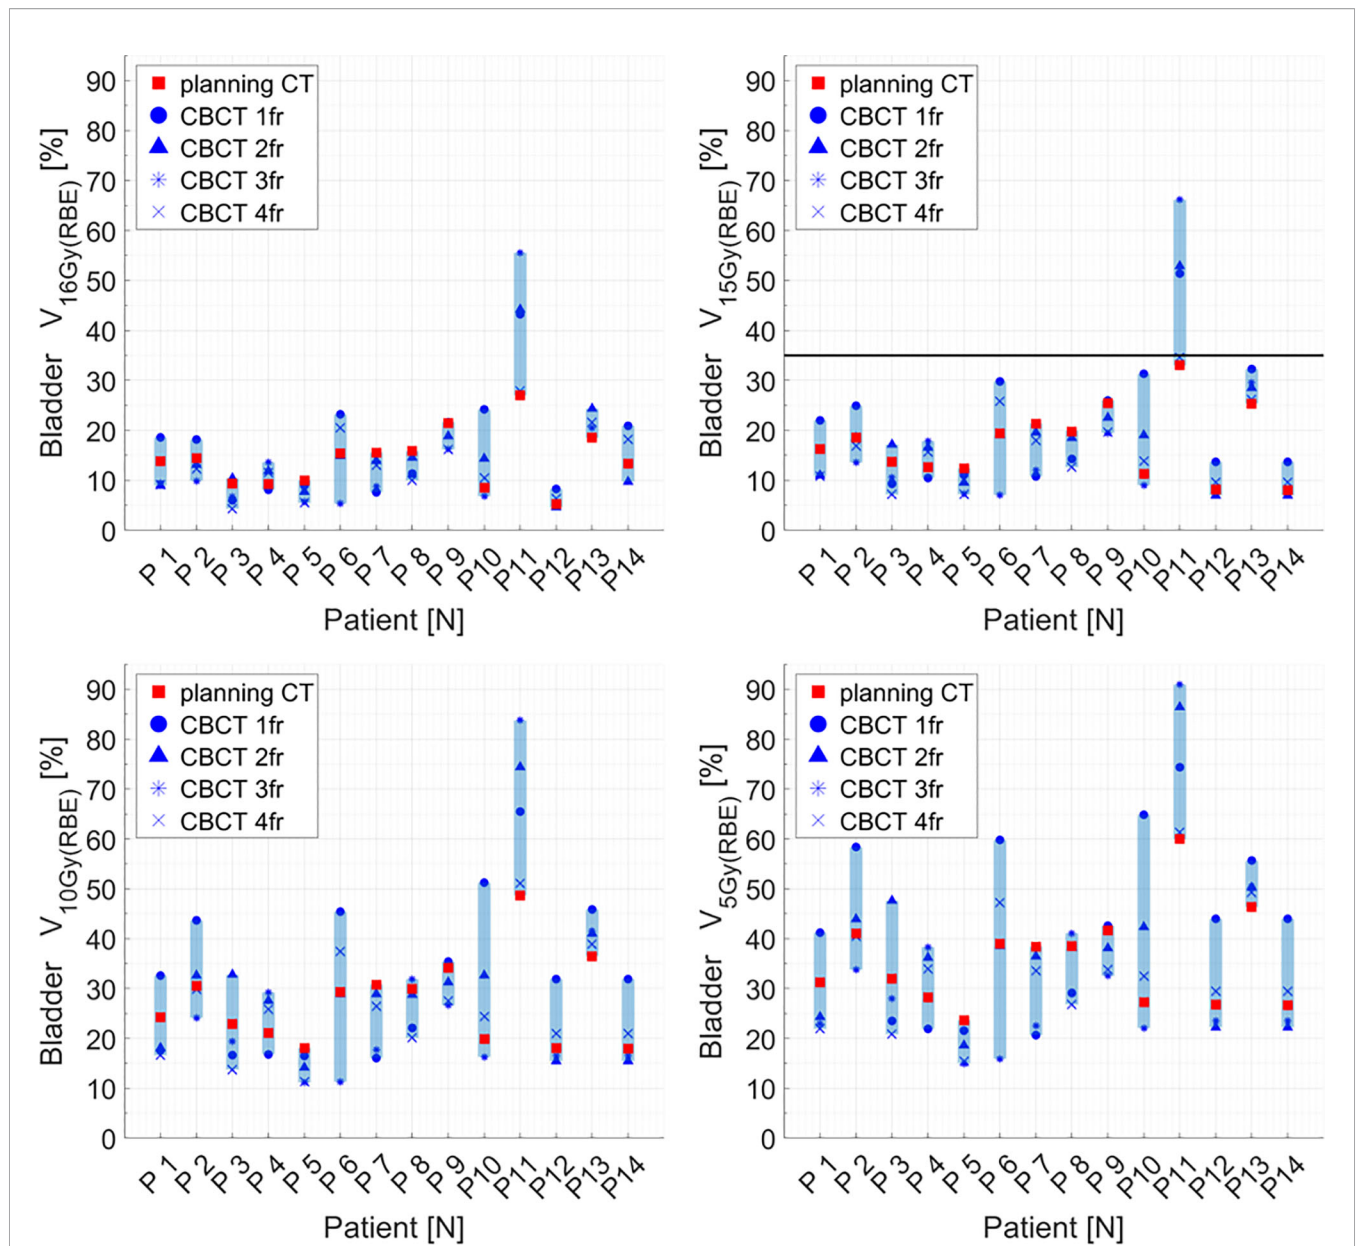 90
80
70
60
50
40
30
20
10
0
Bladder V16Gy(RBE) [%]
planning CT
CBCT 1fr
CBCT 2fr
CBCT 3fr
CBCT 4fr
P 1 P 2 P 3 P 4 P 5 P 6 P 7 P 8 P 9 P10 P11 P12 P13 P14
Patient [N]
90
80
70
60
50
40
30
20
10
0
Bladder V15Gy(RBE) [%]
planning CT
CBCT 1fr
CBCT 2fr
CBCT 3fr
CBCT 4fr
P 1 P 2 P 3 P 4 P 5 P 6 P 7 P 8 P 9 P10 P11 P12 P13 P14
Patient [N]
90
80
70
60
50
40
30
20
10
0
Bladder V10Gy(RBE) [%]
planning CT
CBCT 1fr
CBCT 2fr
CBCT 3fr
CBCT 4fr
P 1 P 2 P 3 P 4 P 5 P 6 P 7 P 8 P 9 P10 P11 P12 P13 P14
Patient [N]
90
80
70
60
50
40
30
20
10
0
Bladder V5Gy(RBE) [%]
planning CT
CBCT 1fr
CBCT 2fr
CBCT 3fr
CBCT 4fr
P 1 P 2 P 3 P 4 P 5 P 6 P 7 P 8 P 9 P10 P11 P12 P13 P14
Patient [N]